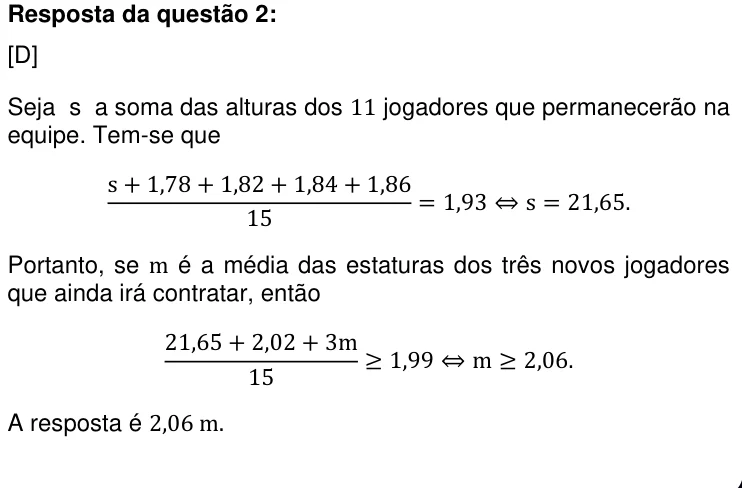 Resposta da questão 2:
[D]
Seja s a soma das alturas dos 11 jogadores que permanecerão na
equipe. Tem-se que
(s + 1,78 + 1,82 + 1,84 + 1,86)/15 = 1,93 ⇔ s = 21,65.
Portanto, se m é a média das estaturas dos três novos jogadores
que ainda irá contratar, então
(21,65 + 2,02 + 3m)/15 ≥ 1,99 ⇔ m ≥ 2,06.
A resposta é 2,06 m.